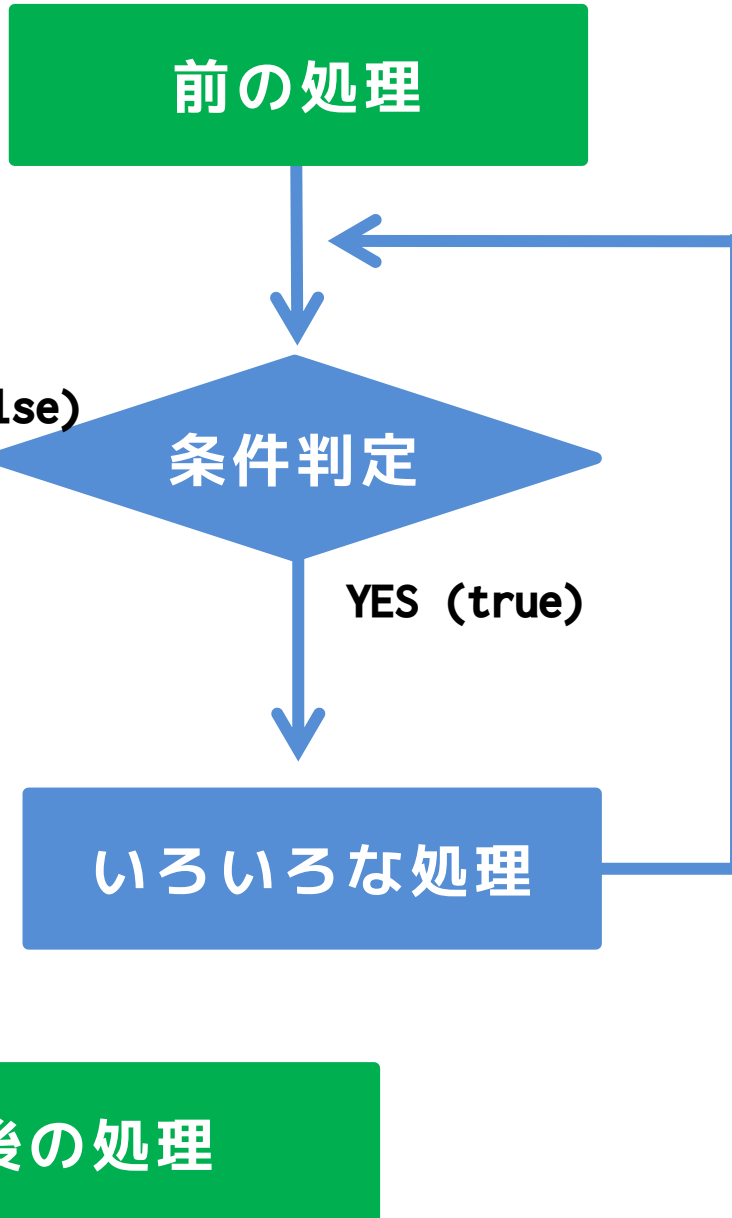 前の処理
lse)
条件判定
YES (true)
いろいろな処理
後の処理